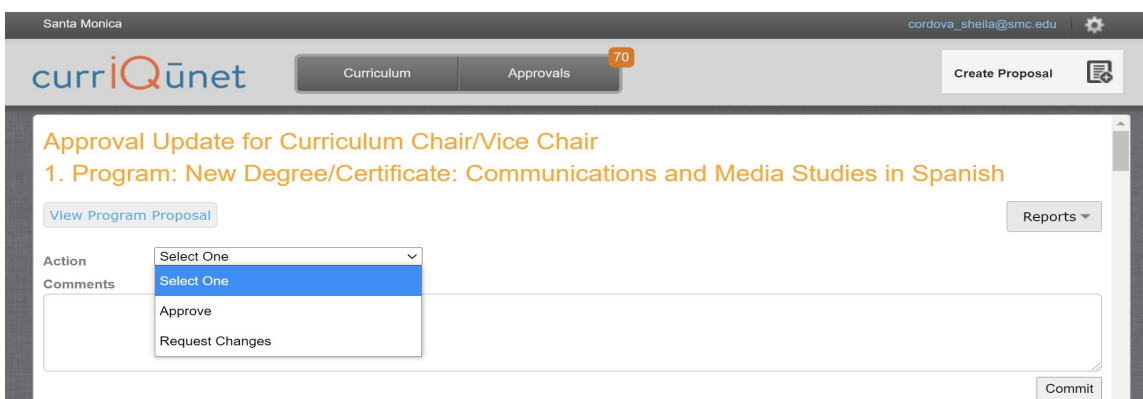 Santa Monica cordova_sheila@smc.edu
curriQūnet Curriculum Approvals 70 Create Proposal
Approval Update for Curriculum Chair/Vice Chair
1. Program: New Degree/Certificate: Communications and Media Studies in Spanish
View Program Proposal Reports
Action Select One
Comments Select One
Approve
Request Changes
Commit